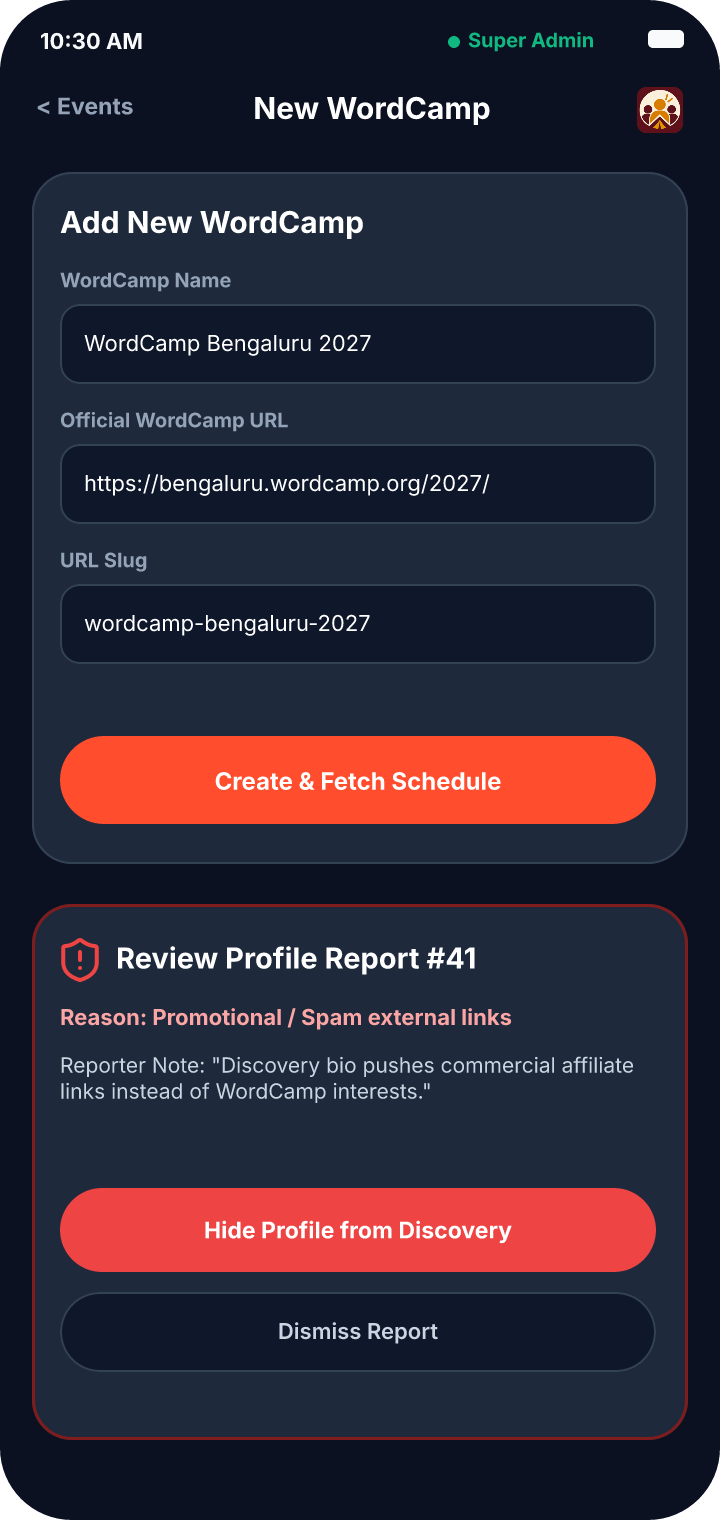 10:30 AM
Super Admin
< Events
New WordCamp
Add New WordCamp
WordCamp Name
WordCamp Bengaluru 2027
Official WordCamp URL
https://bengaluru.wordcamp.org/2027/
URL Slug
wordcamp-bengaluru-2027
Create & Fetch Schedule
Review Profile Report #41
Reason: Promotional / Spam external links
Reporter Note: "Discovery bio pushes commercial affiliate
links instead of WordCamp interests."
Hide Profile from Discovery
Dismiss Report